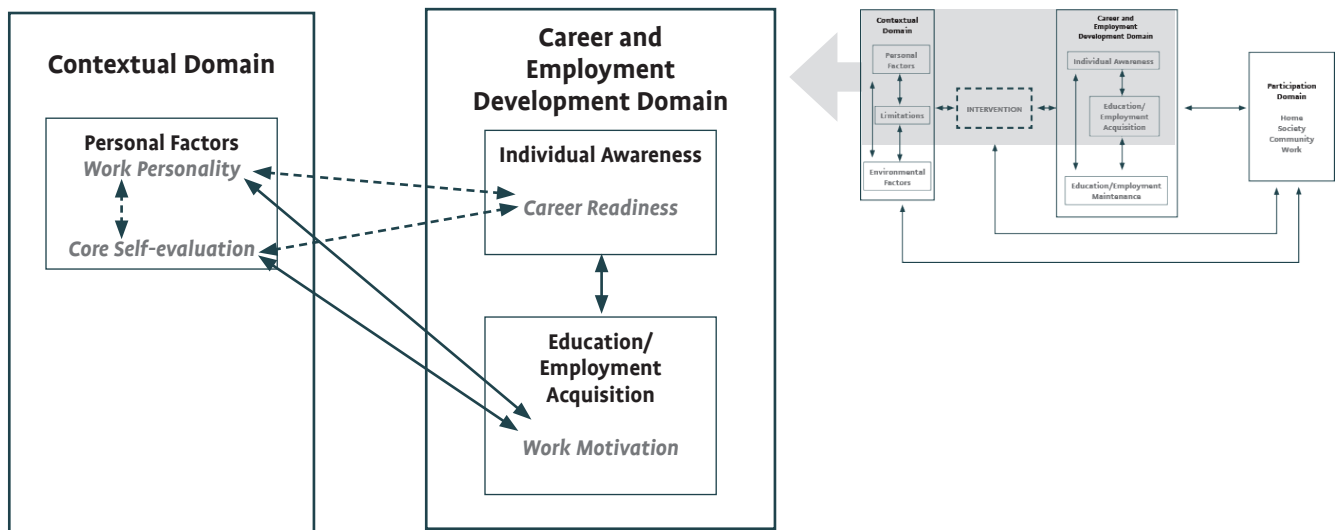 Contextual Domain
Personal Factors
Work Personality
Core Self-evaluation
Career and
Employment
Development Domain
Individual Awareness
Career Readiness
Education/
Employment
Acquisition
Work Motivation
Contextual
Domain
Personal
Factors
Limitations
Environmental
Factors
INTERVENTION
Career and
Employment
Development Domain
Individual Awareness
Education/
Employment
Acquisition
Education/Employment
Maintenance
Participation
Domain
Home
Society
Community
Work